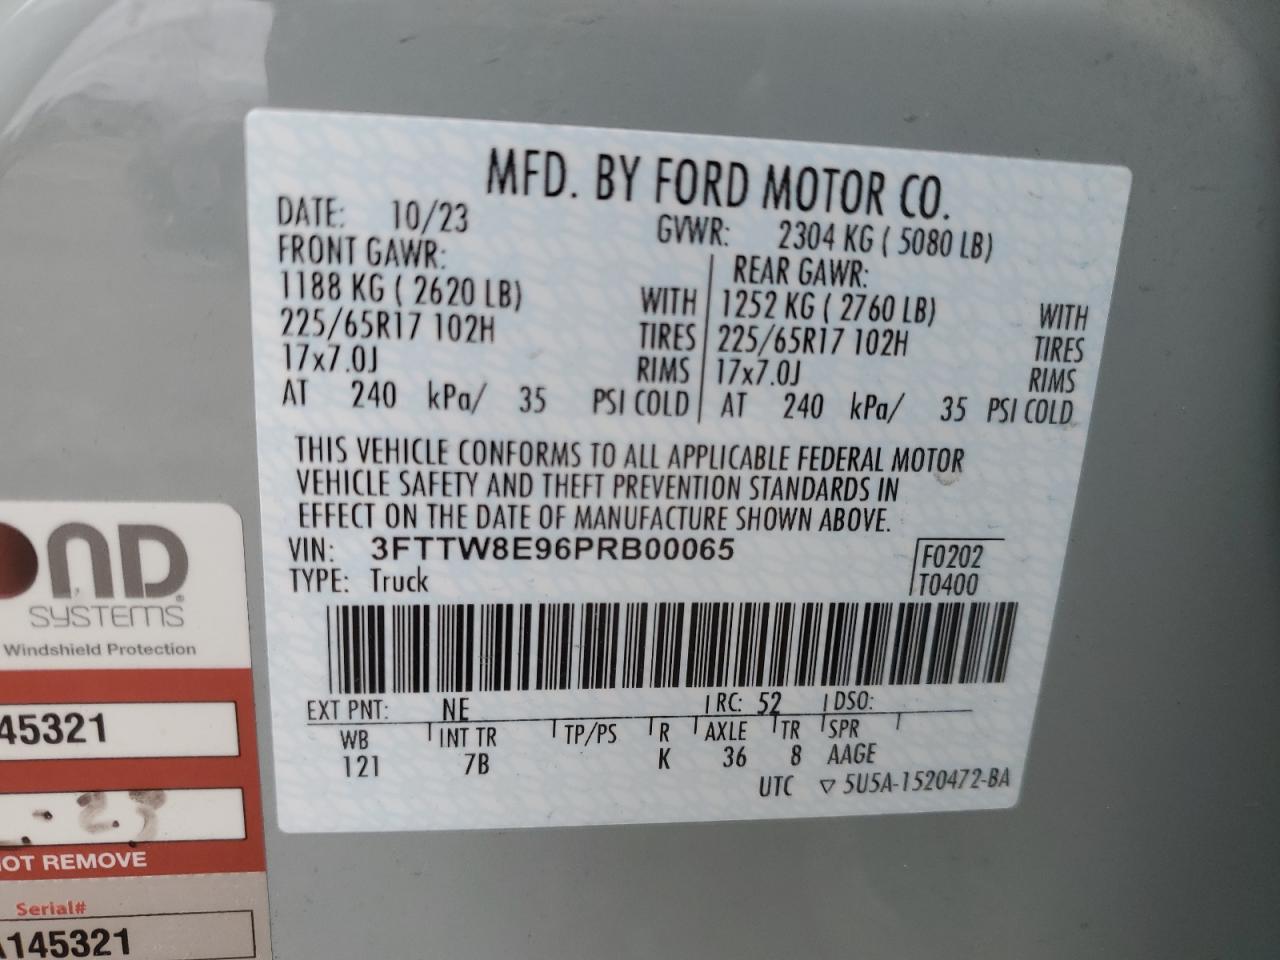 MFD. BY FORD MOTOR CO.
DATE: 10/23
GVWR: 2304 KG ( 5080 LB)
FRONT GAWR:
1188 KG ( 2620 LB) WITH
225/65R17 102H TIRES
17x7.0J RIMS
AT 240 kPa/ 35 PSI COLD
REAR GAWR:
1252 KG ( 2760 LB) WITH
225/65R17 102H TIRES
17x7.0J RIMS
AT 240 kPa/ 35 PSI COLD
THIS VEHICLE CONFORMS TO ALL APPLICABLE FEDERAL MOTOR
VEHICLE SAFETY AND THEFT PREVENTION STANDARDS IN
EFFECT ON THE DATE OF MANUFACTURE SHOWN ABOVE.
VIN: 3FTTW8E96PRB00065
TYPE: Truck
F0202
T0400
EXT PNT: NE RC: 52 DSO:
WB INT TR TP/PS R AXLE TR SPR
121 7B K 36 8 AAGE
UTC ▽ 5U5A-1520472-BA
ND
SYSTEMS
Windshield Protection
45321
- 23
OT REMOVE
Serial#
145321